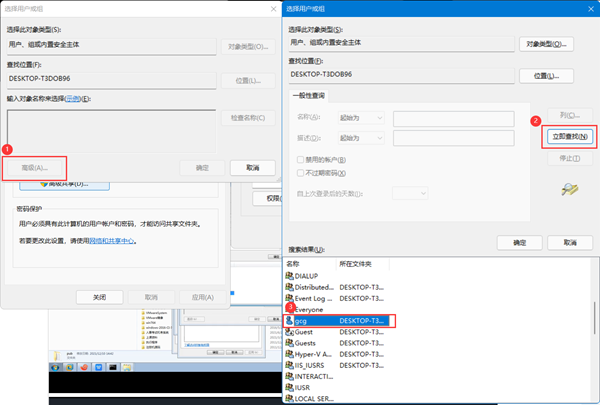 选择用户或组
选择此对象类型(S):
用户、组或内置安全主体
对象类型(O)...
查找位置(F):
DESKTOP-T3DOB96
位置(L)...
输入对象名称来选择(示例)(E):
检查名称(C)
1
高级(A)...
确定
取消
高级共享(D)...
权限(
密码保护
用户必须具有此计算机的用户帐户和密码，才能访问共享文件夹。
若要更改此设置，请使用网络和共享中心。
关闭
取消
应用(A)
选择用户或组
选择此对象类型(S):
用户、组或内置安全主体
对象类型(O)...
查找位置(F):
DESKTOP-T3DOB96
位置(L)...
一般性查询
名称(A):
起始为
描述(D):
起始为
禁用的帐户(B)
不过期密码(X)
自上次登录后的天数(I):
列(C)...
2
立即查找(N)
停止(T)
确定
取消
搜索结果(U):
名称
所在文件夹
DIALUP
Distributed...
DESKTOP-T3...
Event Log ...
DESKTOP-T3...
Everyone
3
gcg
DESKTOP-T3...
Guest
DESKTOP-T3...
Guests
DESKTOP-T3...
Hyper-V A...
DESKTOP-T3...
IIS_IUSRS
DESKTOP-T3...
INTERACTI...
IUSR
LOCAL SER...